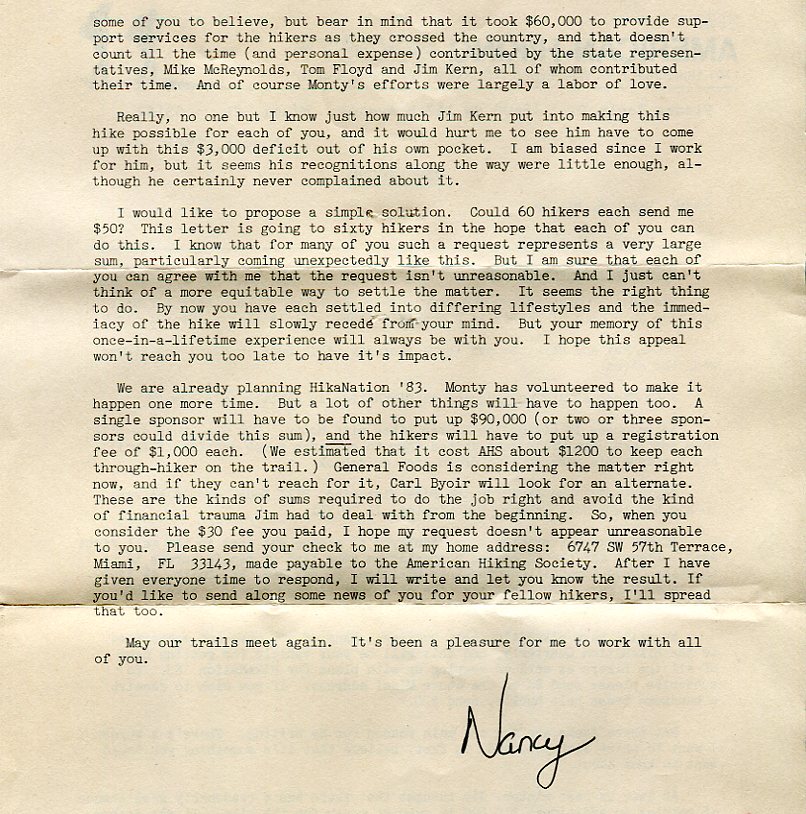 some of you to believe, but bear in mind that it took $60,000 to provide sup-
port services for the hikers as they crossed the country, and that doesn't
count all the time (and personal expense) contributed by the state represen-
tatives, Mike McReynolds, Tom Floyd and Jim Kern, all of whom contributed
their time.  And of course Monty's efforts were largely a labor of love.
Really, no one but I know just how much Jim Kern put into making this
hike possible for each of you, and it would hurt me to see him have to come
up with this $3,000 deficit out of his own pocket.  I am biased since I work
for him, but it seems his recognitions along the way were little enough, al-
though he certainly never complained about it.
I would like to propose a simple solution.  Could 60 hikers each send me
$50?  This letter is going to sixty hikers in the hope that each of you can
do this.  I know that for many of you such a request represents a very large
sum, particularly coming unexpectedly like this.  But I am sure that each of
you can agree with me that the request isn't unreasonable.  And I just can't
think of a more equitable way to settle the matter.  It seems the right thing
to do.  By now you have each settled into differing lifestyles and the immed-
iacy of the hike will slowly recede from your mind.  But your memory of this
once-in-a-lifetime experience will always be with you.  I hope this appeal
won't reach you too late to have it's impact.
We are already planning HikaNation '83.  Monty has volunteered to make it
happen one more time.  But a lot of other things will have to happen too.  A
single sponsor will have to be found to put up $90,000 (or two or three spon-
sors could divide this sum), and the hikers will have to put up a registration
fee of $1,000 each.  (We estimated that it cost AHS about $1200 to keep each
through-hiker on the trail.)  General Foods is considering the matter right
now, and if they can't reach for it, Carl Byoir will look for an alternate.
These are the kinds of sums required to do the job right and avoid the kind
of financial trauma Jim had to deal with from the beginning.  So, when you
consider the $30 fee you paid, I hope my request doesn't appear unreasonable
to you.  Please send your check to me at my home address:  6747 SW 57th Terrace,
Miami,  FL  33143, made payable to the American Hiking Society.  After I have
given everyone time to respond, I will write and let you know the result. If
you'd like to send along some news of you for your fellow hikers, I'll spread
that too.
May our trails meet again.  It's been a pleasure for me to work with all
of you.
Nancy